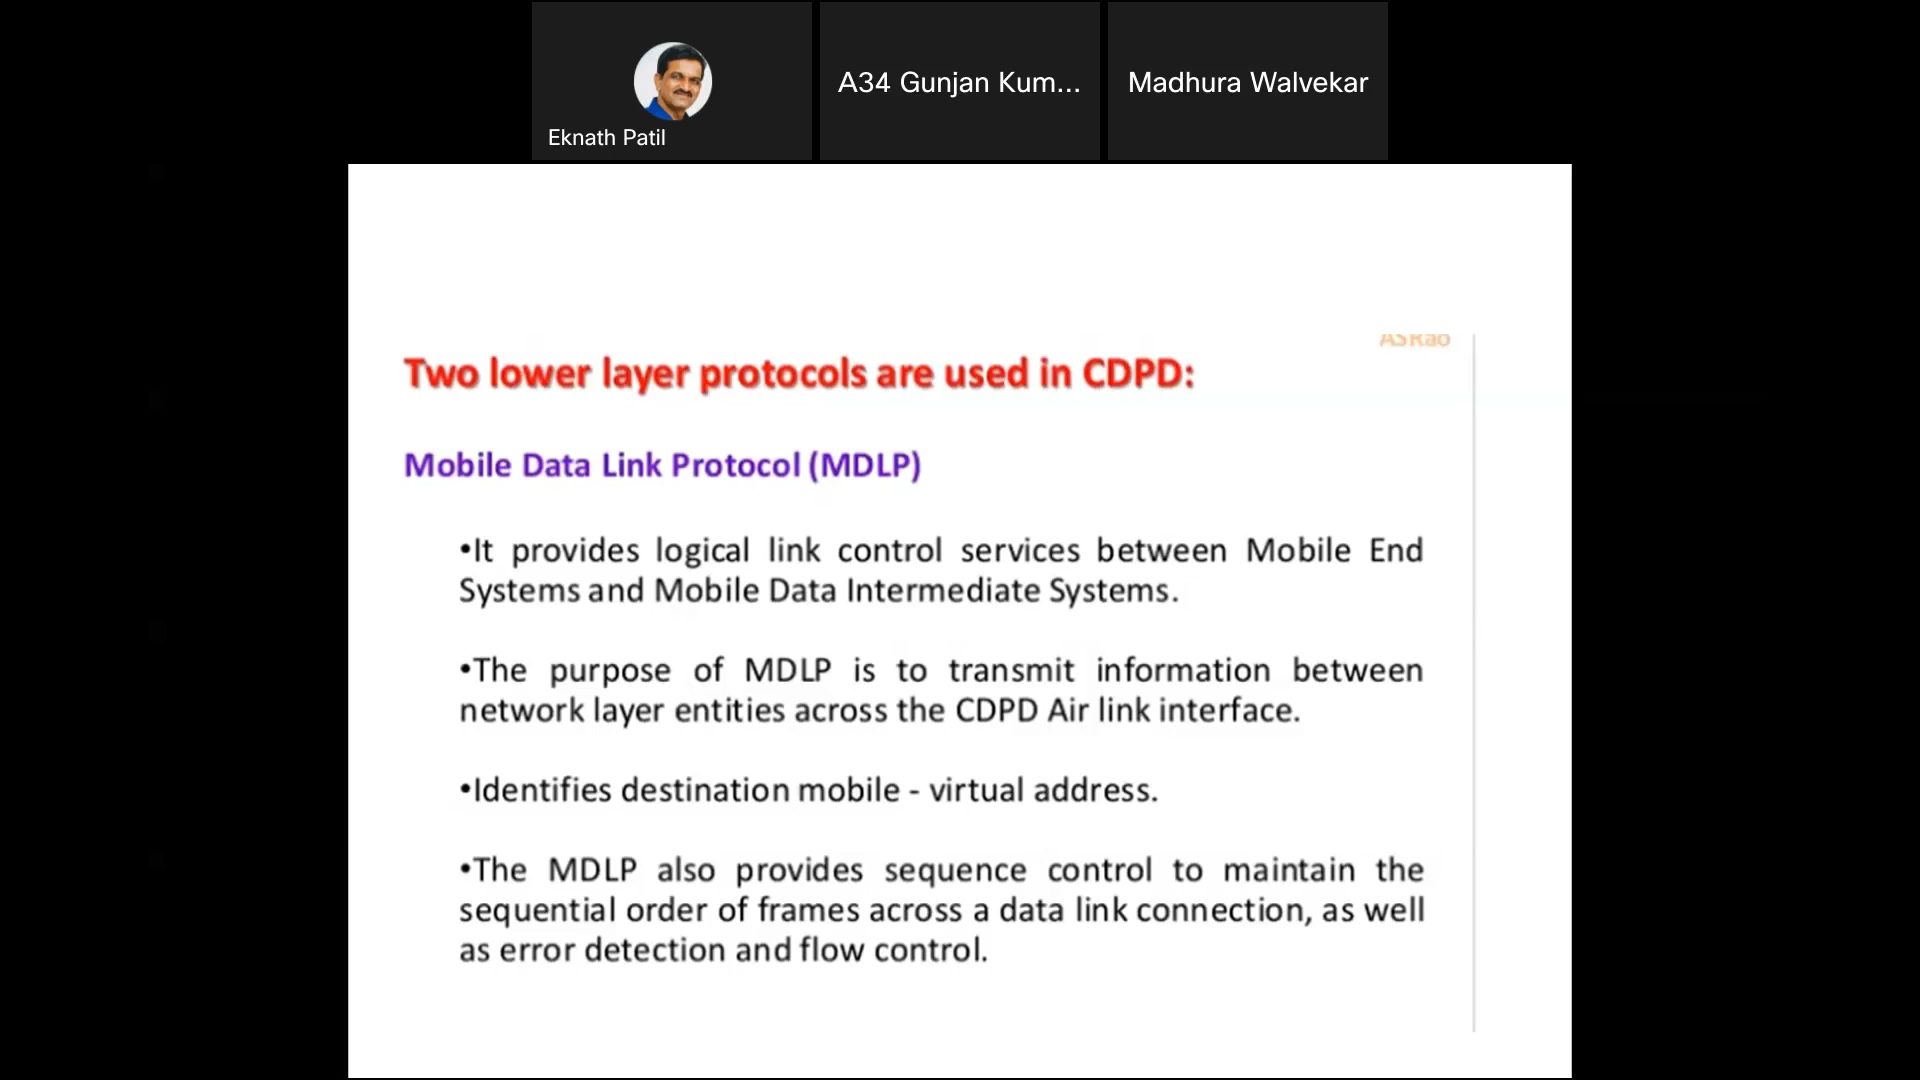 Eknath Patil
A34 Gunjan Kum...
Madhura Walvekar
ASRao
Two lower layer protocols are used in CDPD:
Mobile Data Link Protocol (MDLP)
•It provides logical link control services between Mobile End
Systems and Mobile Data Intermediate Systems.
•The purpose of MDLP is to transmit information between
network layer entities across the CDPD Air link interface.
•Identifies destination mobile - virtual address.
•The MDLP also provides sequence control to maintain the
sequential order of frames across a data link connection, as well
as error detection and flow control.